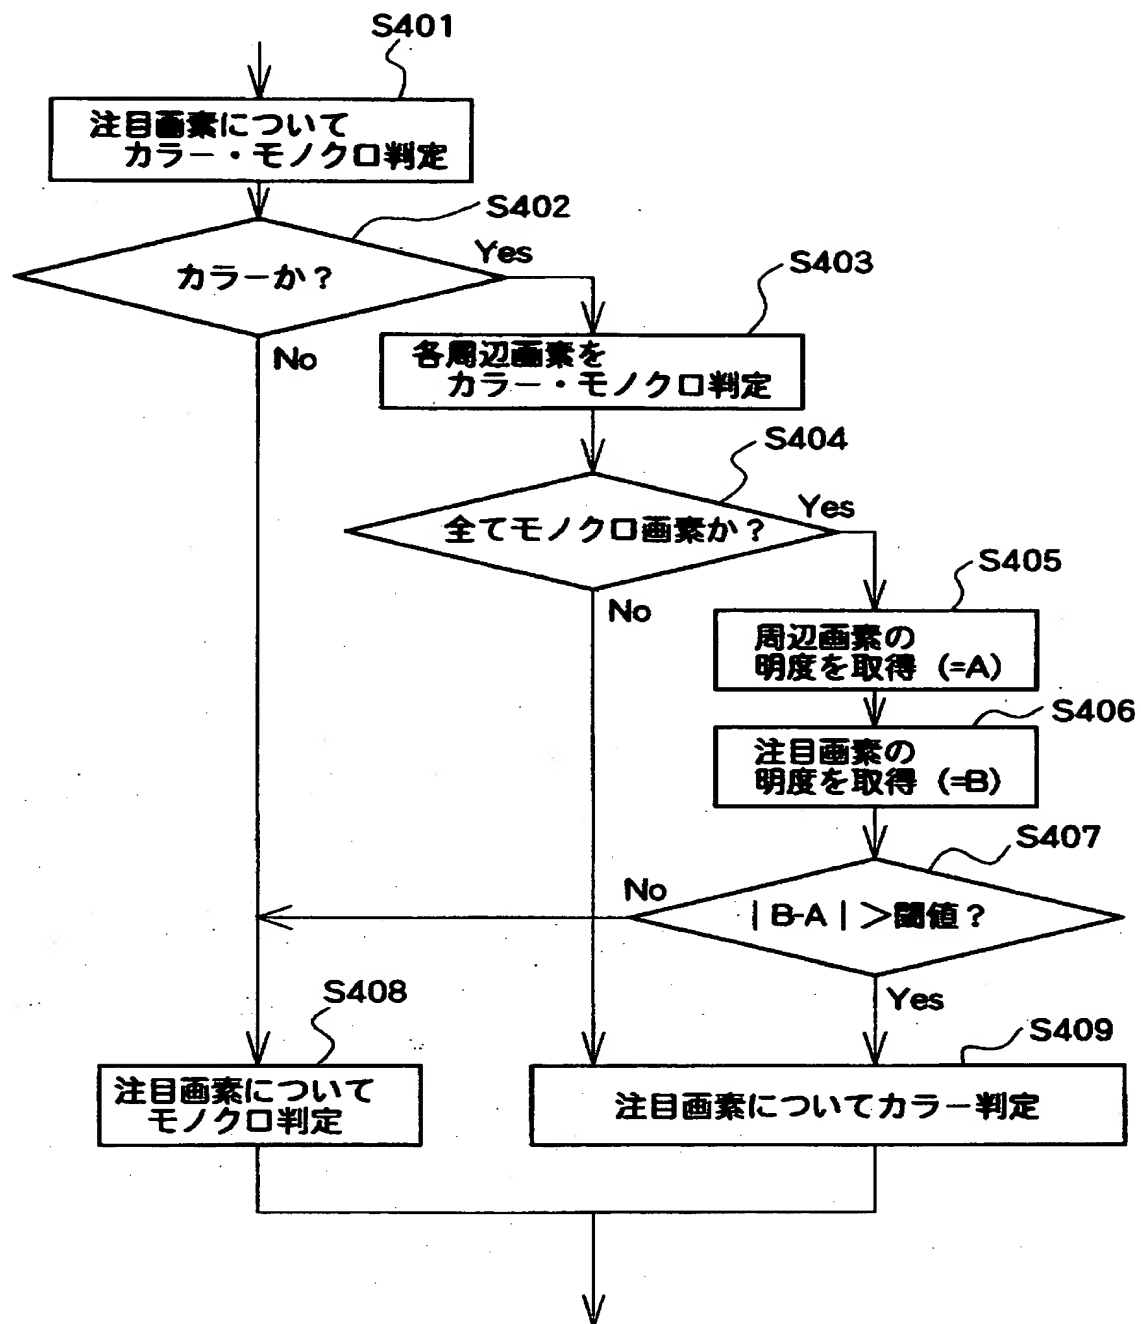 S401
注目画素について
カラー・モノクロ判定
S402
カラーか？
Yes
No
S403
各周辺画素を
カラー・モノクロ判定
S404
全てモノクロ画素か？
Yes
No
S405
周辺画素の
明度を取得 (=A)
S406
注目画素の
明度を取得 (=B)
S407
｜B-A｜＞閾値？
No
Yes
S408
注目画素について
モノクロ判定
S409
注目画素についてカラー判定